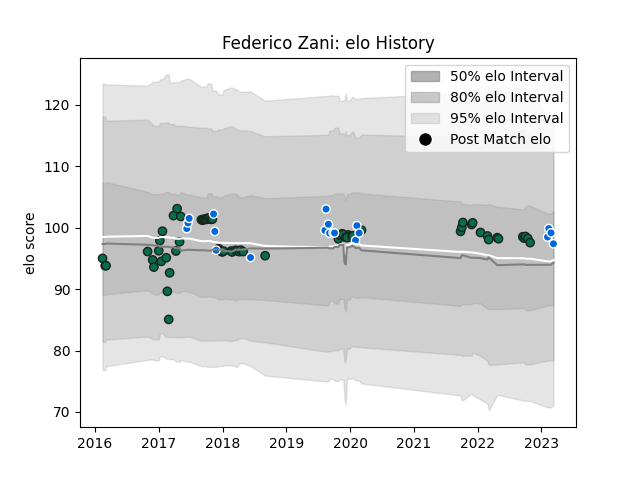 Federico Zani: elo History
50% elo Interval
80% elo Interval
95% elo Interval
Post Match elo
elo score
120
110
100
90
80
70
2016
2017
2018
2019
2020
2021
2022
2023